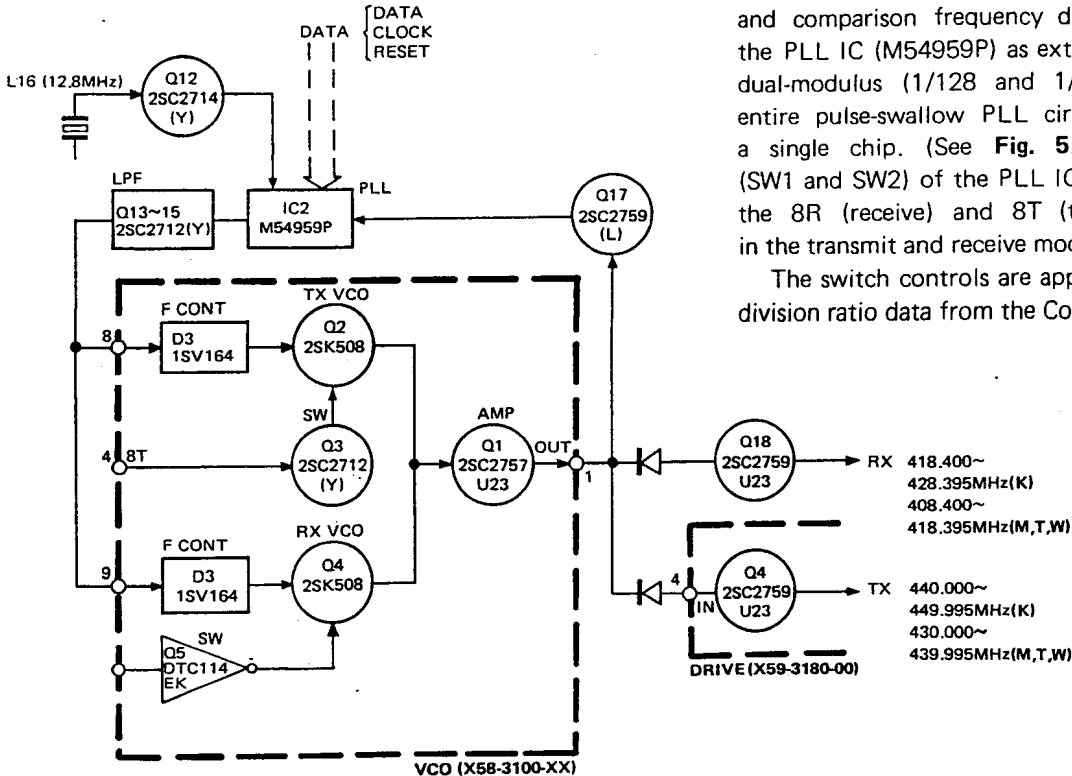 DATA
CLOCK
RESET
DATA
L16 (12.8MHz)
Q12
2SC2714
(Y)
LPF
Q13~15
2SC2712(Y)
PLL
IC2
M54959P
Q17
2SC2759
(L)
TX VCO
F CONT
8
D3
1SV164
Q2
2SK508
SW
4
8T
Q3
2SC2712
(Y)
AMP
Q1
2SC2757
U23
OUT
1
RX VCO
F CONT
9
D3
1SV164
Q4
2SK508
SW
Q5
DTC114
EK
VCO (X58-3100-XX)
Q18
2SC2759
U23
RX 418.400~
428.395MHz(K)
408.400~
418.395MHz(M,T,W)
4
IN
Q4
2SC2759
U23
TX 440.000~
449.995MHz(K)
430.000~
439.995MHz(M,T,W)
DRIVE (X59-3180-00)
and comparison frequency d
the PLL IC (M54959P) as ext
dual-modulus (1/128 and 1/
entire pulse-swallow PLL cir
a single chip. (See Fig. 5
(SW1 and SW2) of the PLL IC
the 8R (receive) and 8T (t
in the transmit and receive mo
The switch controls are app
division ratio data from the Co